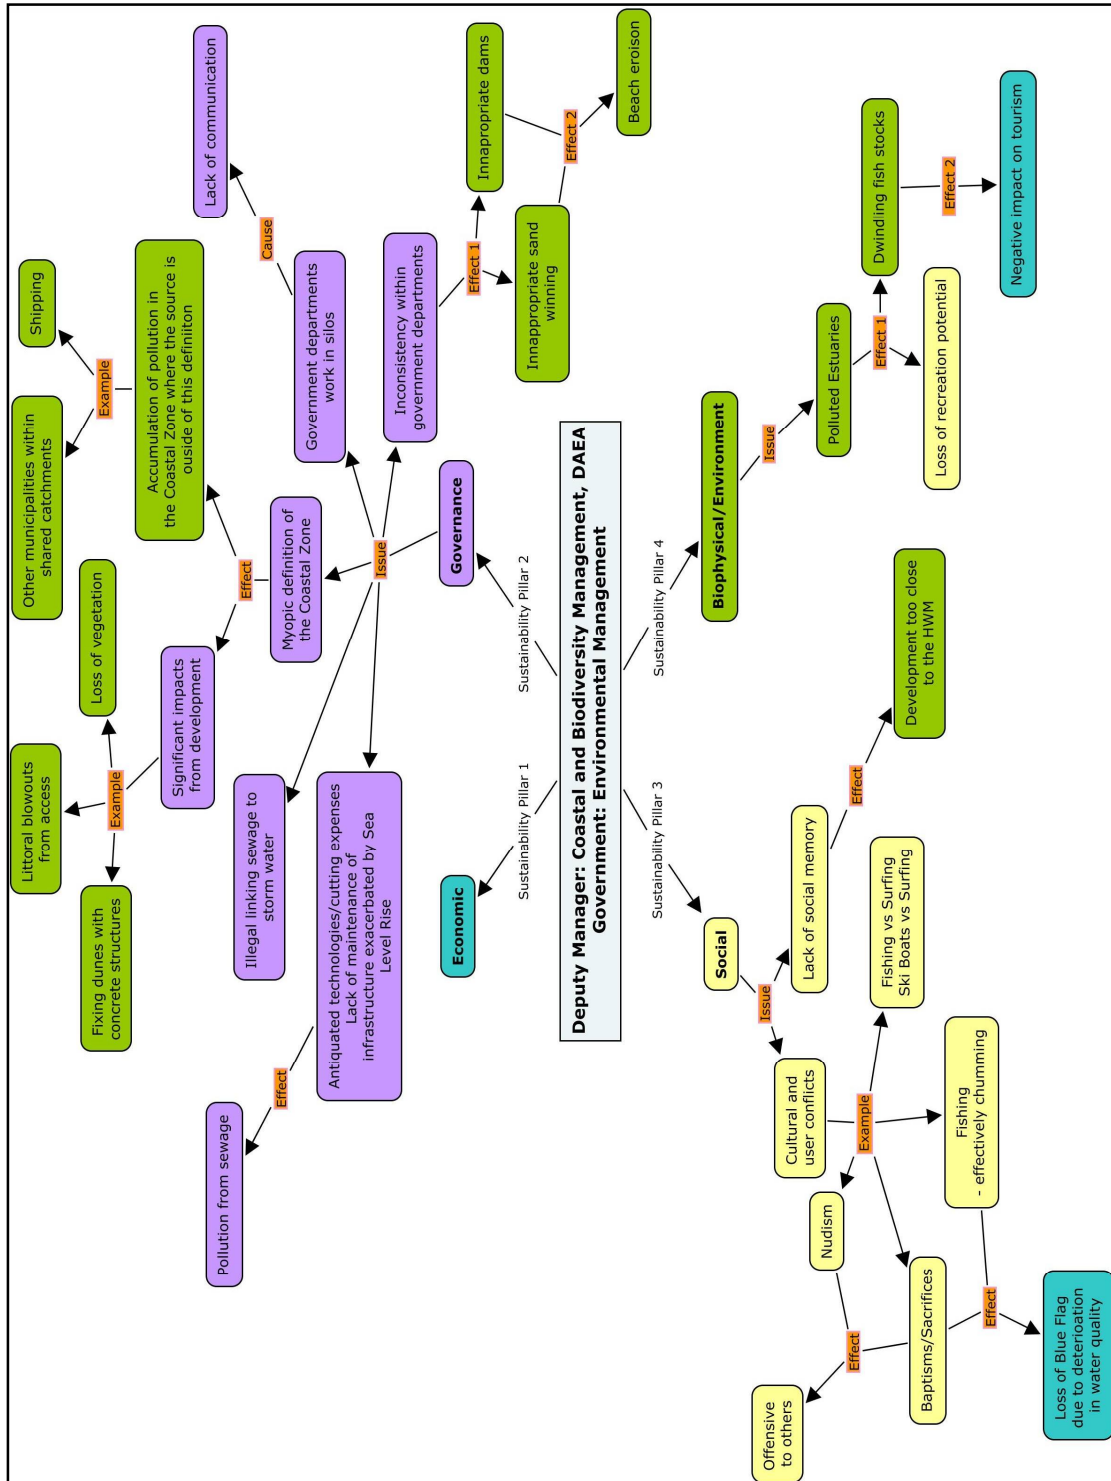 Littoral blowouts
from access
Fixing dunes with
concrete structures
Example
Loss of vegetation
Significant impacts
from development
Other municipalities within
shared catchments
Shipping
Example
Accumulation of pollution in
the Coastal Zone where the source is
ouside of this definiiton
Effect
Myopic definition of
the Coastal Zone
Lack of communication
Cause
Government departments
work in silos
Pollution from sewage
Effect
Illegal linking sewage to
storm water
Antiquated technologies/cutting expenses
Lack of maintenance of
infrastructure exacerbated by Sea
Level Rise
Issue
Inconsistency within
government departments
Effect 1
Innapropriate dams
Innappropriate sand
winning
Effect 2
Beach eroison
Economic
Governance
Sustainability Pillar 1
Sustainability Pillar 2
Deputy Manager: Coastal and Biodiversity Management, DAEA
Government: Environmental Management
Sustainability Pillar 3
Sustainability Pillar 4
Social
Biophysical/Environment
Issue
Cultural and
user conflicts
Lack of social memory
Effect
Development too close
to the HWM
Example
Nudism
Fishing vs Surfing
Ski Boats vs Surfing
Baptisms/Sacrifices
Fishing
- effectively chumming
Effect
Offensive
to others
Effect
Loss of Blue Flag
due to deterioation
in water quality
Issue
Polluted Estuaries
Effect 1
Dwindling fish stocks
Loss of recreation potential
Effect 2
Negative impact on tourism